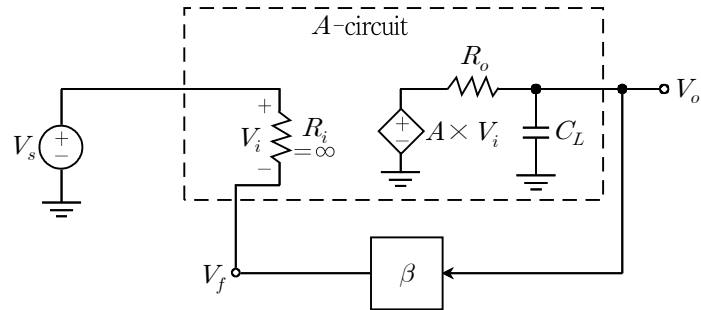 A-circuit
R_o
V_o
+
V_s
+
−
V_i
R_i
=∞
−
+
−
A × V_i
C_L
V_f
β